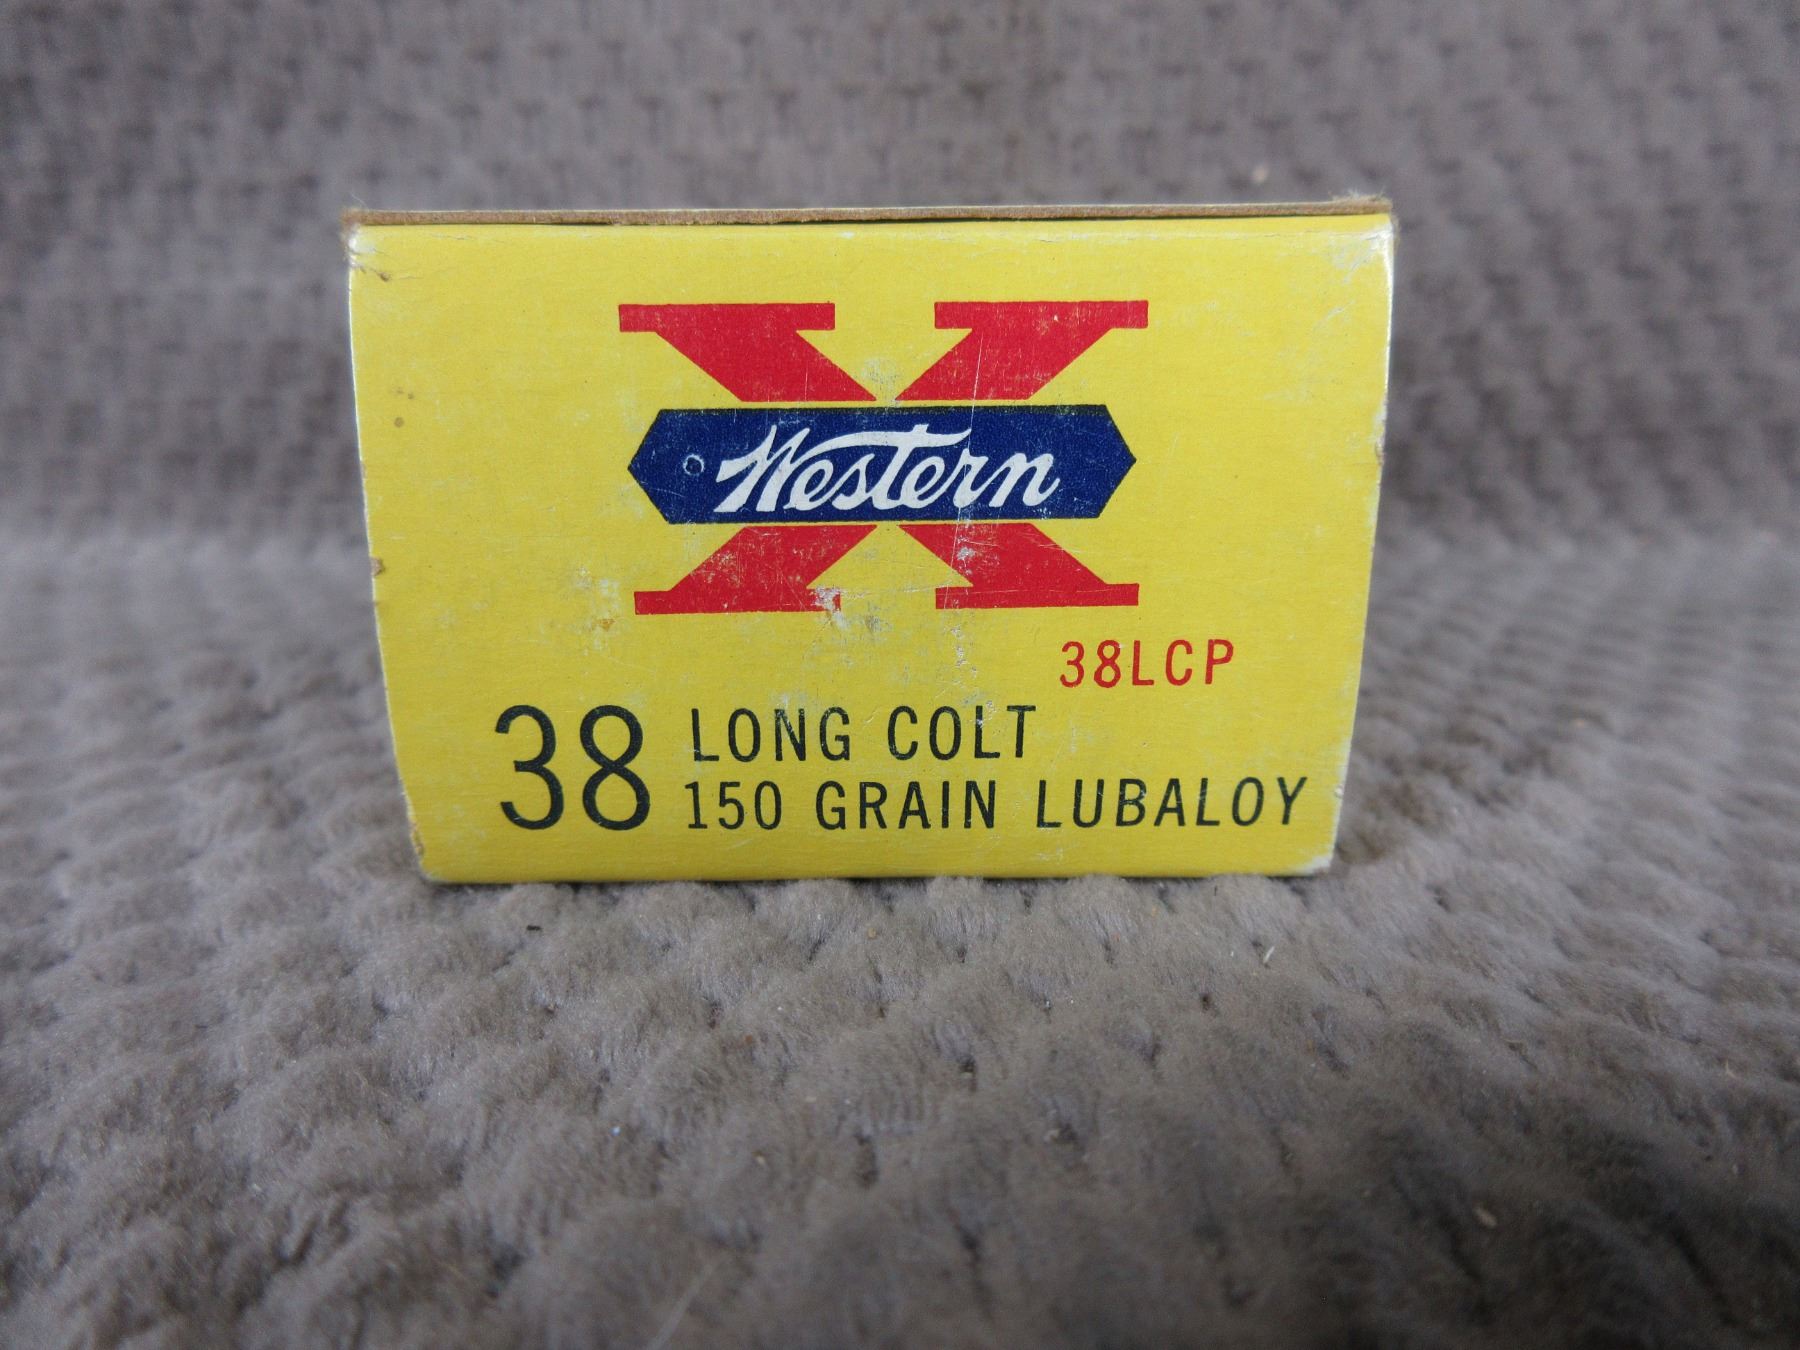 X
Western
38LCP
38 LONG COLT
150 GRAIN LUBALOY